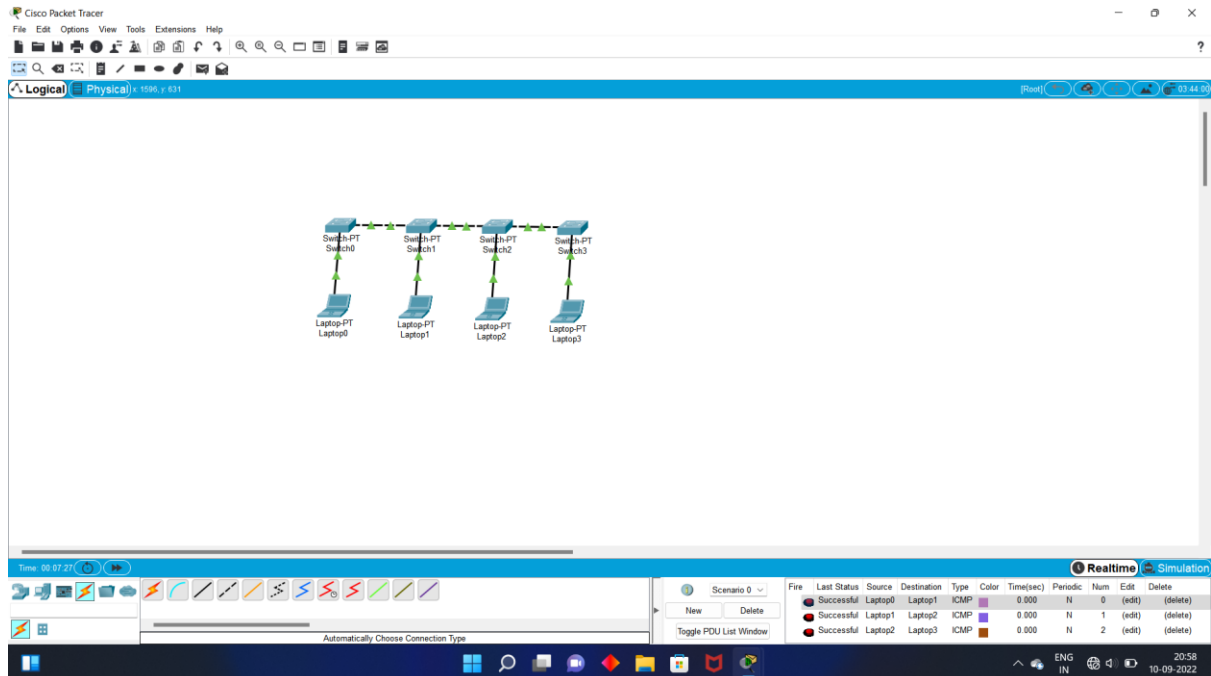 Cisco Packet Tracer
File Edit Options View Tools Extensions Help
?
Logical Physical x: 1596, y: 631 [Root] 03:44:00
Switch-PT Switch-PT Switch-PT Switch-PT
Switch0 Switch1 Switch2 Switch3
Laptop-PT Laptop-PT Laptop-PT Laptop-PT
Laptop0 Laptop1 Laptop2 Laptop3
Time: 00:07:27 Realtime Simulation
Scenario 0 Fire Last Status Source Destination Type Color Time(sec) Periodic Num Edit Delete
Successful Laptop0 Laptop1 ICMP 0.000 N 0 (edit) (delete)
New Delete Successful Laptop1 Laptop2 ICMP 0.000 N 1 (edit) (delete)
Toggle PDU List Window Successful Laptop2 Laptop3 ICMP 0.000 N 2 (edit) (delete)
Automatically Choose Connection Type
ENG 20:58
IN 10-09-2022